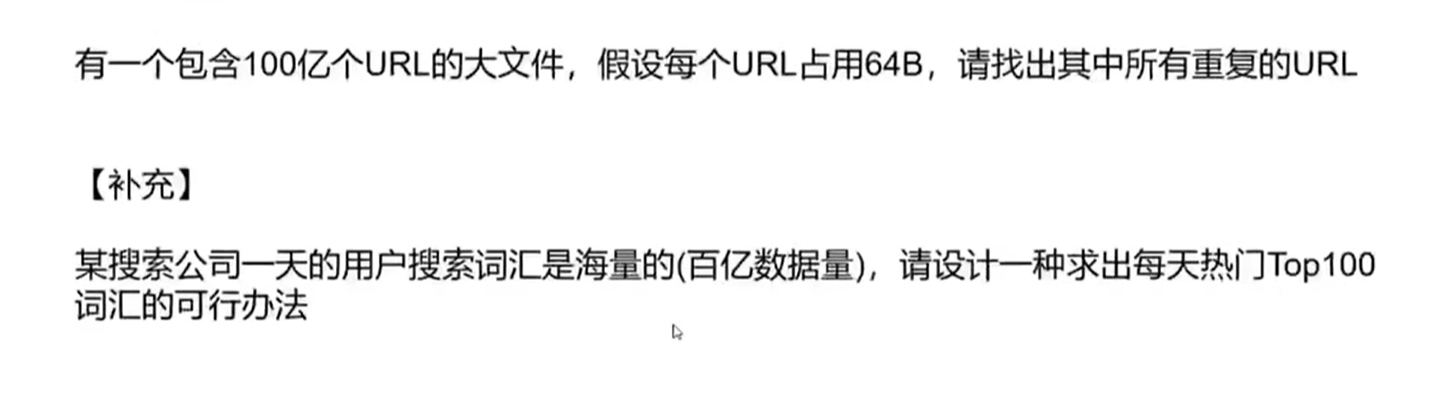 有一个包含100亿个URL的大文件，假设每个URL占用64B，请找出其中所有重复的URL
【补充】
某搜索公司一天的用户搜索词汇是海量的(百亿数据量)，请设计一种求出每天热门Top100
词汇的可行办法